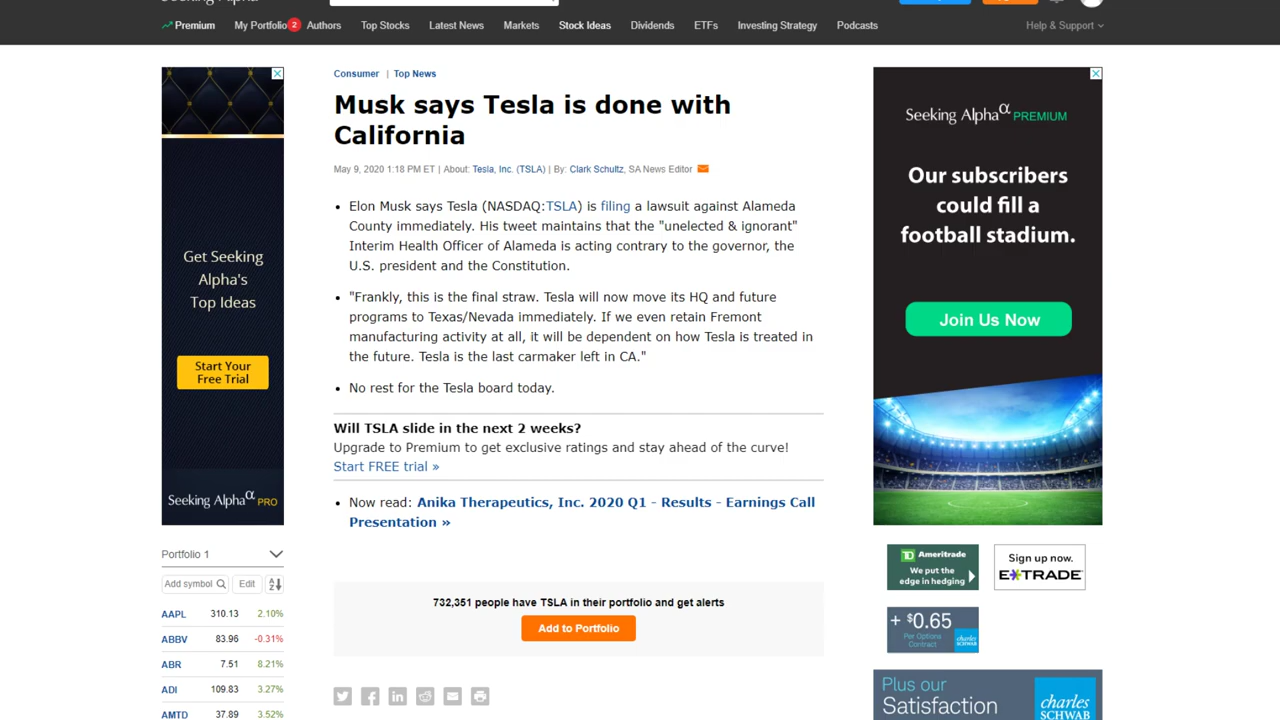 Seeking Alpha
Premium
My Portfolio 2
Authors
Top Stocks
Latest News
Markets
Stock Ideas
Dividends
ETFs
Investing Strategy
Podcasts
Help & Support
Get Seeking
Alpha's
Top Ideas
Start Your
Free Trial
Seeking Alphaα PRO
Portfolio 1
Add symbol
Edit
AAPL 310.13 2.10%
ABBV 83.96 -0.31%
ABR 7.51 8.21%
ADI 109.83 3.27%
AMTD 37.89 3.52%
Consumer | Top News
Musk says Tesla is done with
California
May 9, 2020 1:18 PM ET | About: Tesla, Inc. (TSLA) | By: Clark Schultz, SA News Editor
• Elon Musk says Tesla (NASDAQ:TSLA) is filing a lawsuit against Alameda
County immediately. His tweet maintains that the "unelected & ignorant"
Interim Health Officer of Alameda is acting contrary to the governor, the
U.S. president and the Constitution.
• "Frankly, this is the final straw. Tesla will now move its HQ and future
programs to Texas/Nevada immediately. If we even retain Fremont
manufacturing activity at all, it will be dependent on how Tesla is treated in
the future. Tesla is the last carmaker left in CA."
• No rest for the Tesla board today.
Will TSLA slide in the next 2 weeks?
Upgrade to Premium to get exclusive ratings and stay ahead of the curve!
Start FREE trial »
• Now read: Anika Therapeutics, Inc. 2020 Q1 - Results - Earnings Call
Presentation »
732,351 people have TSLA in their portfolio and get alerts
Add to Portfolio
Seeking Alphaα PREMIUM
Our subscribers
could fill a
football stadium.
Join Us Now
TD Ameritrade
We put the
edge in hedging
Sign up now.
E*TRADE
+ $0.65
Per Options
Contract
charles
SCHWAB
Plus our
Satisfaction
charles
SCHWAB